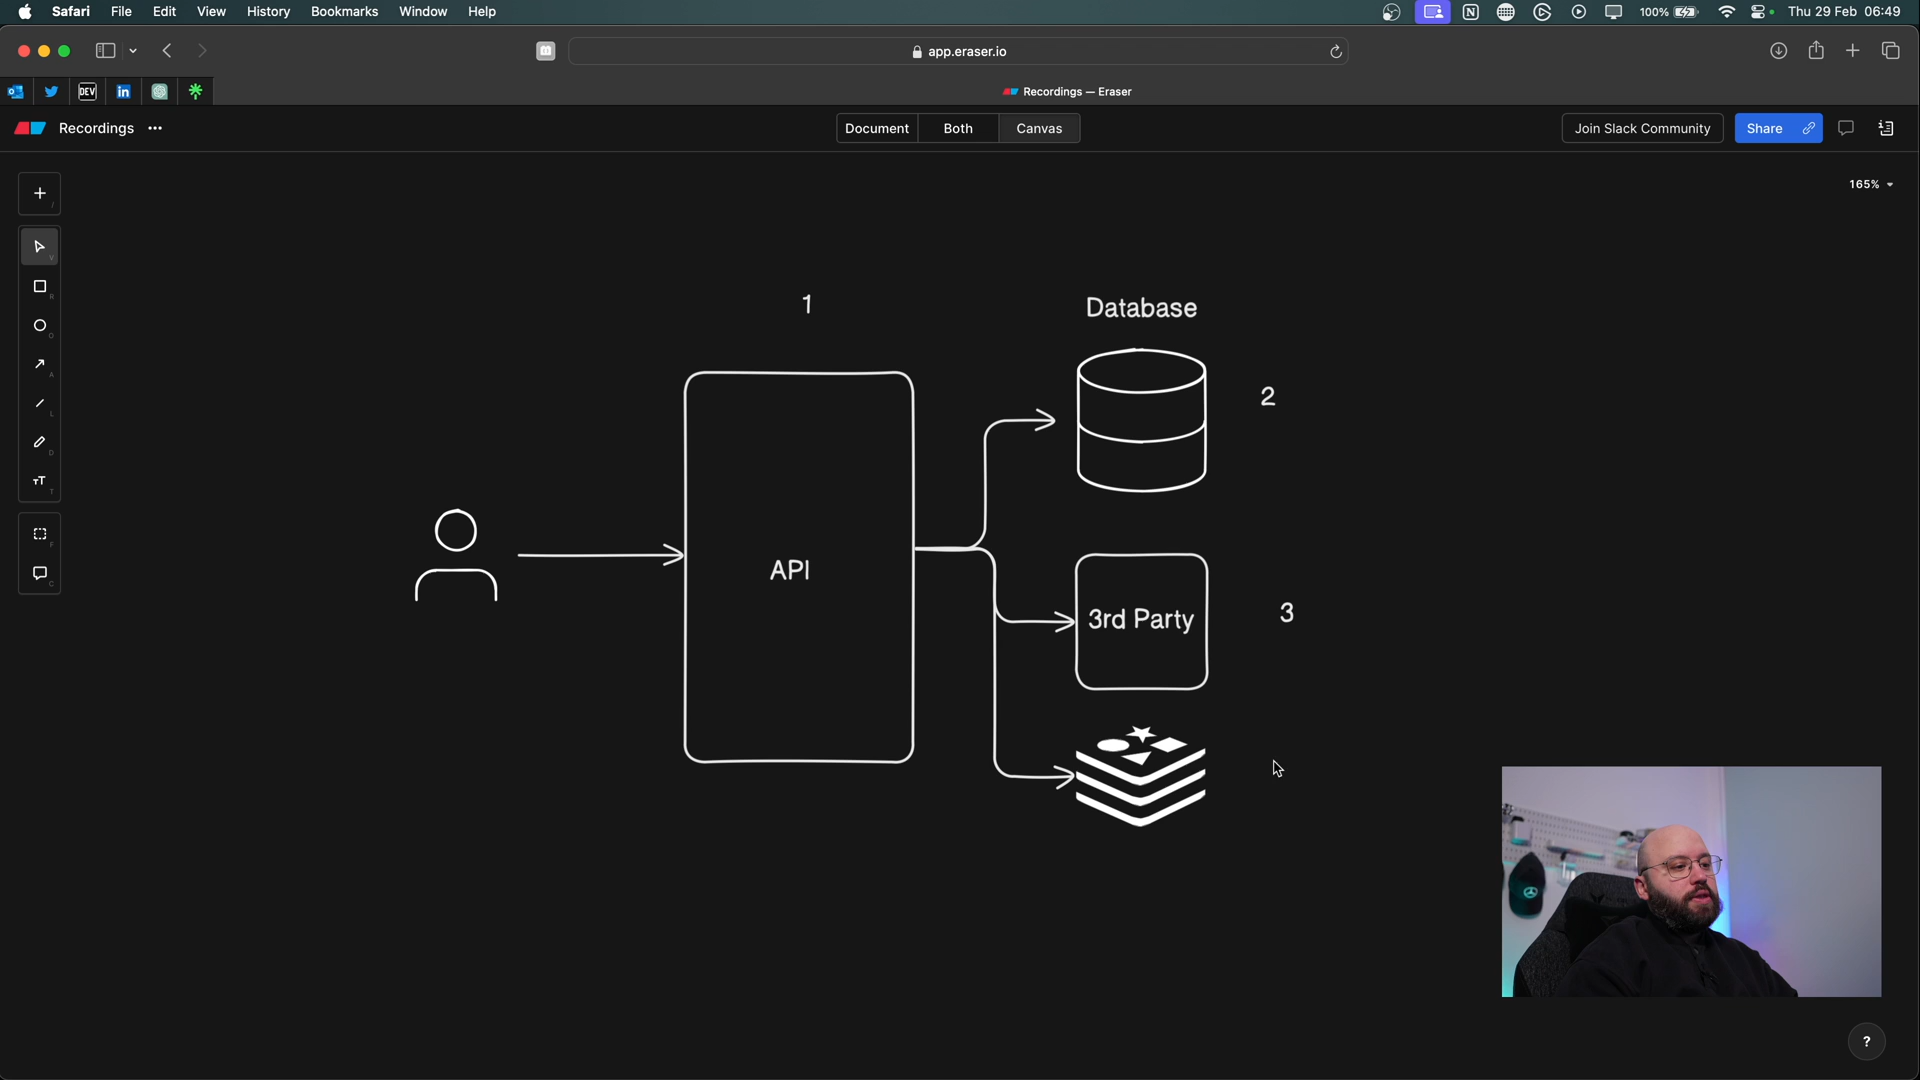 Safari File Edit View History Bookmarks Window Help
100% Thu 29 Feb 06:49
app.eraser.io
DEV
Recordings — Eraser
Recordings ...
Document Both Canvas
Join Slack Community Share
165%
/
V
R
O
A
L
D
T
F
C
1
Database
2
API
3rd Party
3
?